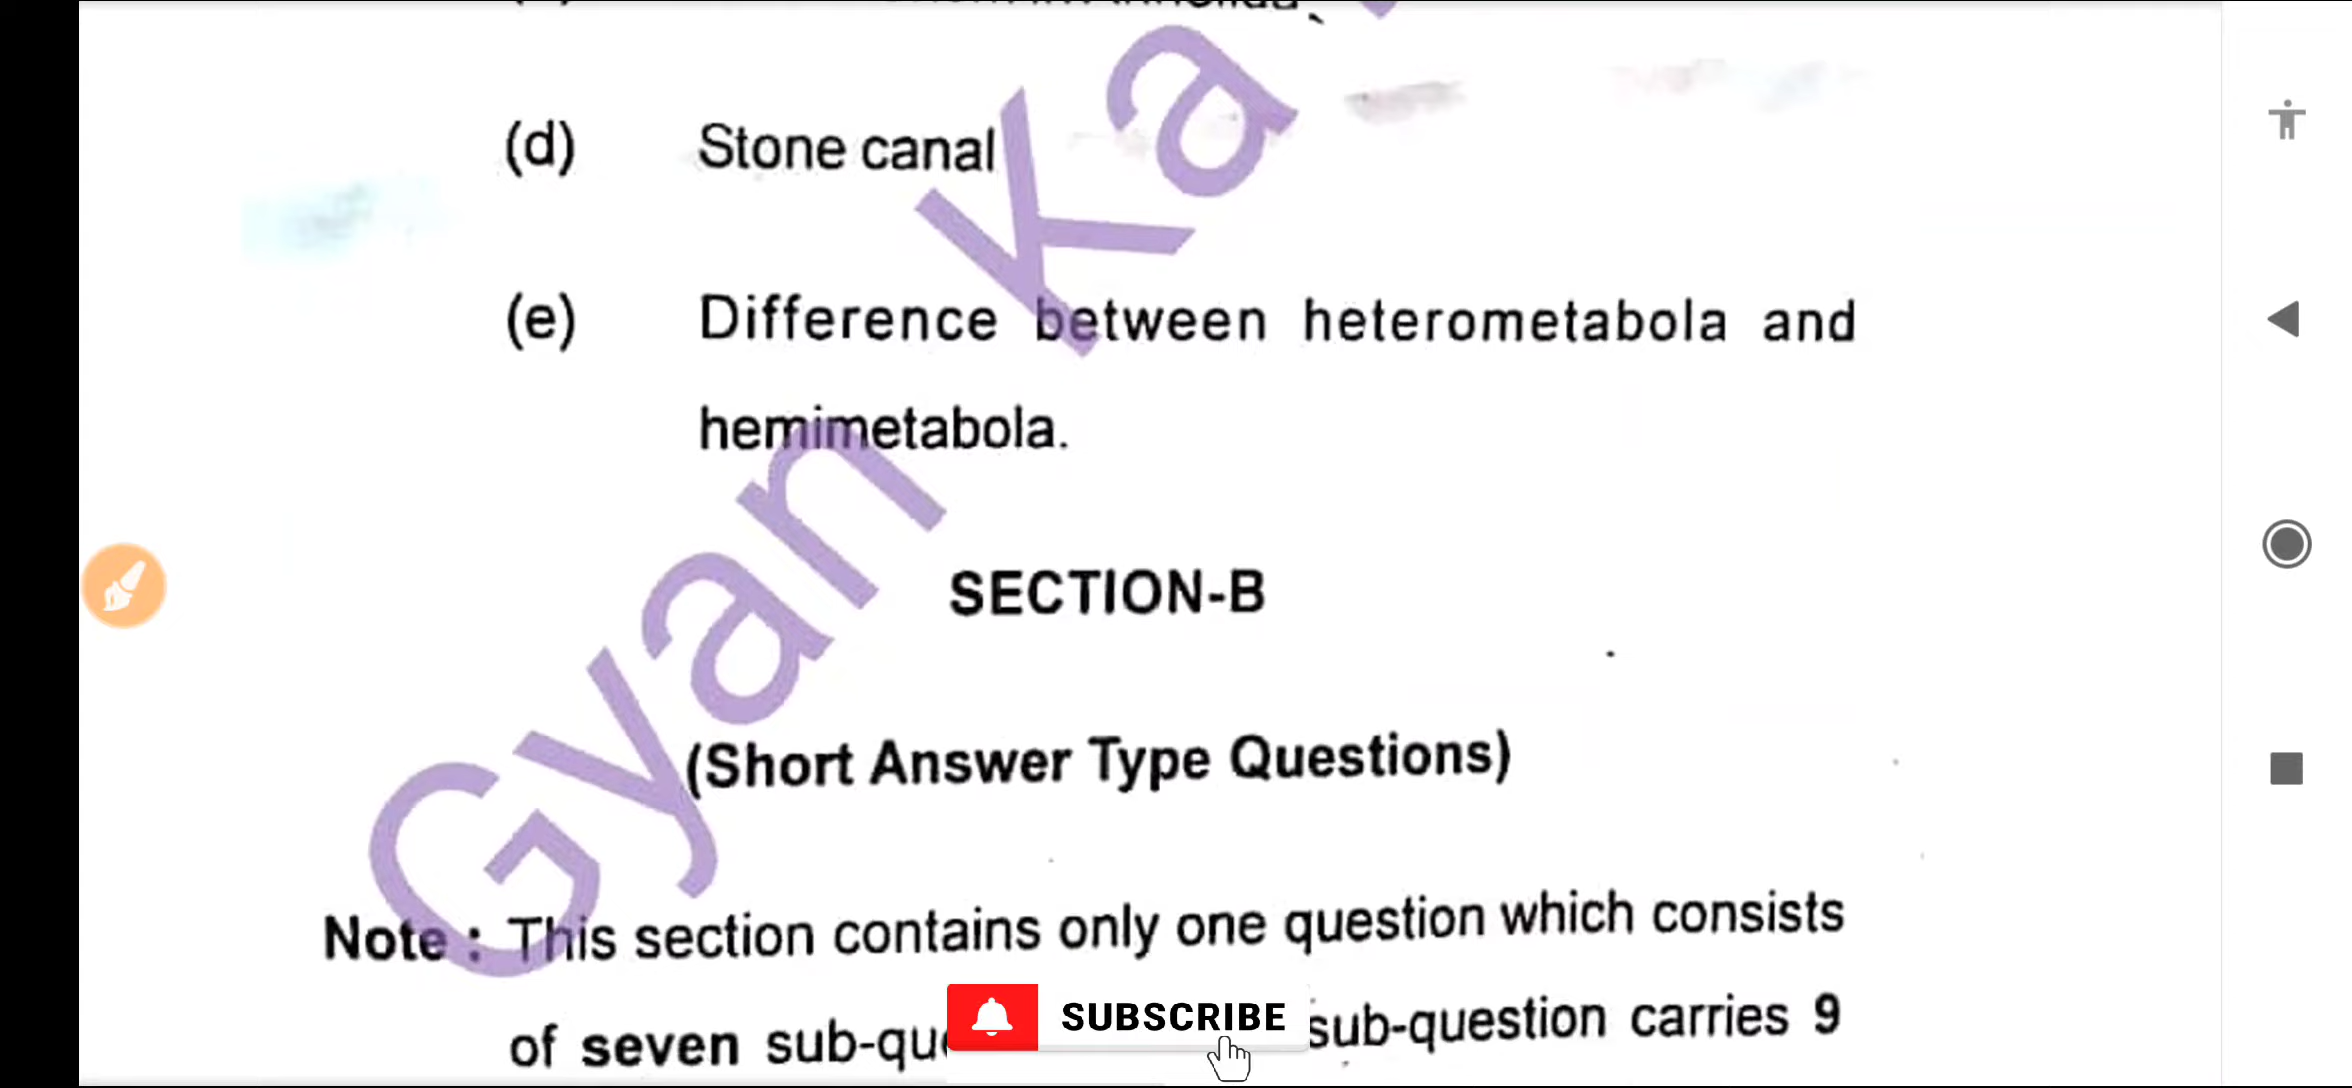 (d) Stone canal
(e) Difference between heterometabola and
hemimetabola.
SECTION-B
(Short Answer Type Questions)
Note : This section contains only one question which consists
of seven sub-que
SUBSCRIBE
sub-question carries 9
Gyan Ka